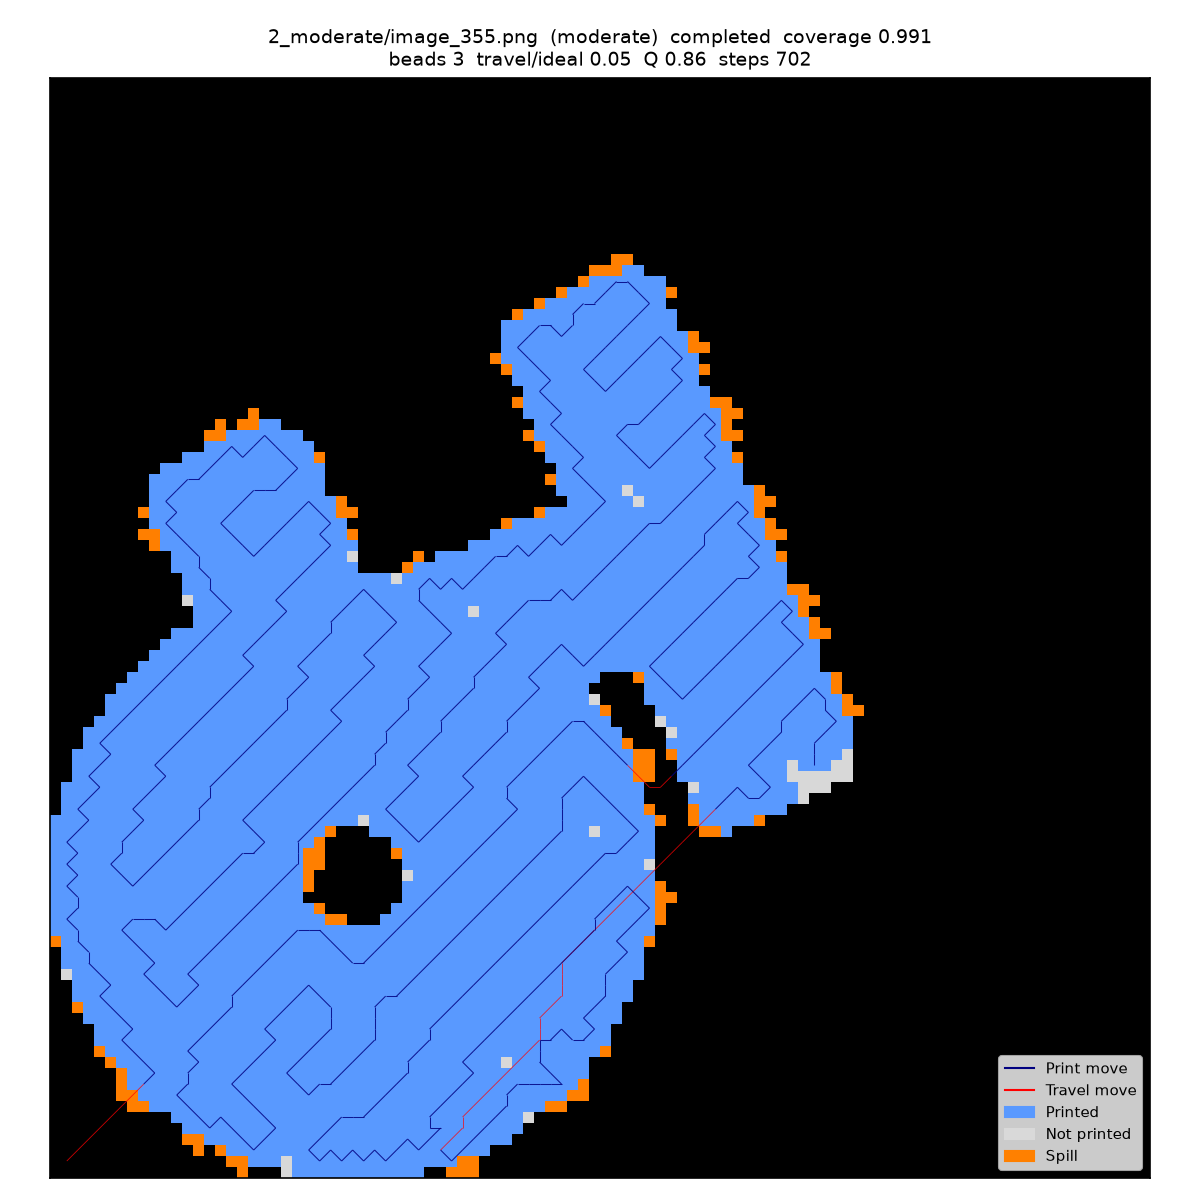 2_moderate/image_355.png  (moderate)  completed  coverage 0.991
beads 3  travel/ideal 0.05  Q 0.86  steps 702
Print move
Travel move
Printed
Not printed
Spill